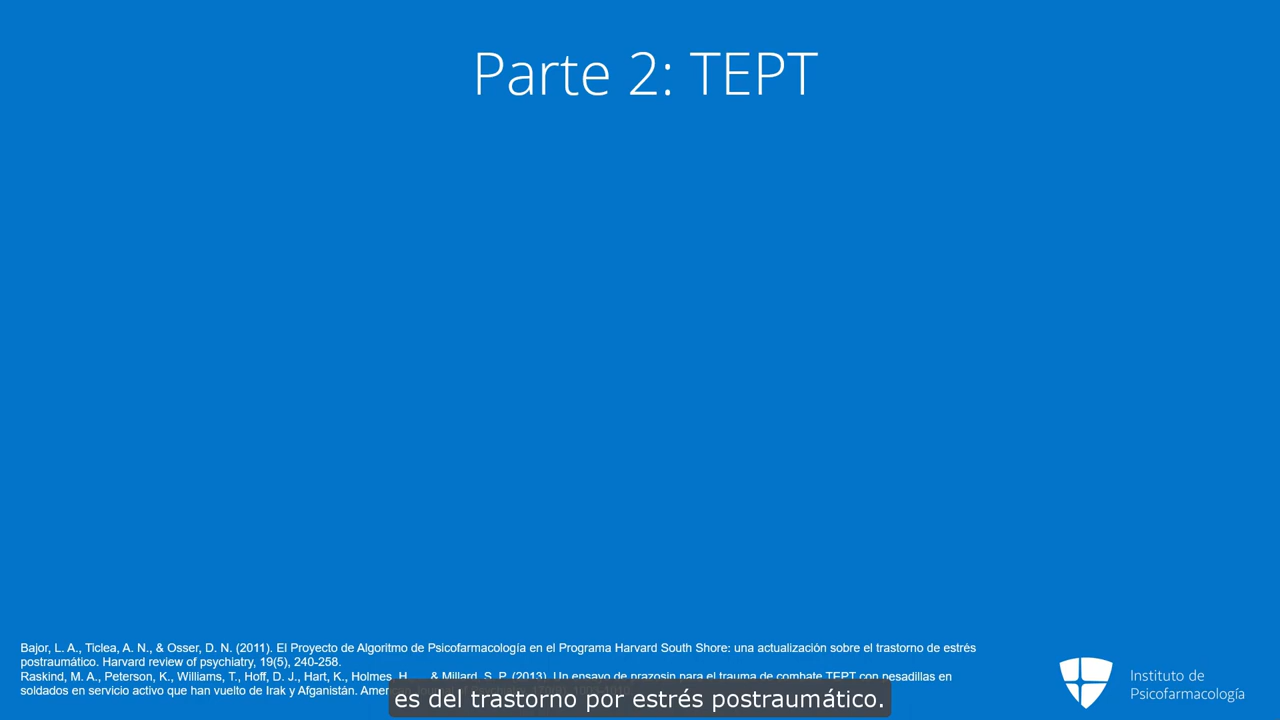 Parte 2: TEPT
Bajor, L. A., Ticlea, A. N., & Osser, D. N. (2011). El Proyecto de Algoritmo de Psicofarmacología en el Programa Harvard South Shore: una actualización sobre el trastorno de estrés
postraumático. Harvard review of psychiatry, 19(5), 240-258.
Raskind, M. A., Peterson, K., Williams, T., Hoff, D. J., Hart, K., Holmes, H., ... & Millard, S. P. (2013). Un ensayo de prazosin para el trauma de combate TEPT con pesadillas en
soldados en servicio activo que han vuelto de Irak y Afganistán.
es del trastorno por estrés postraumático.
Instituto de
Psicofarmacología